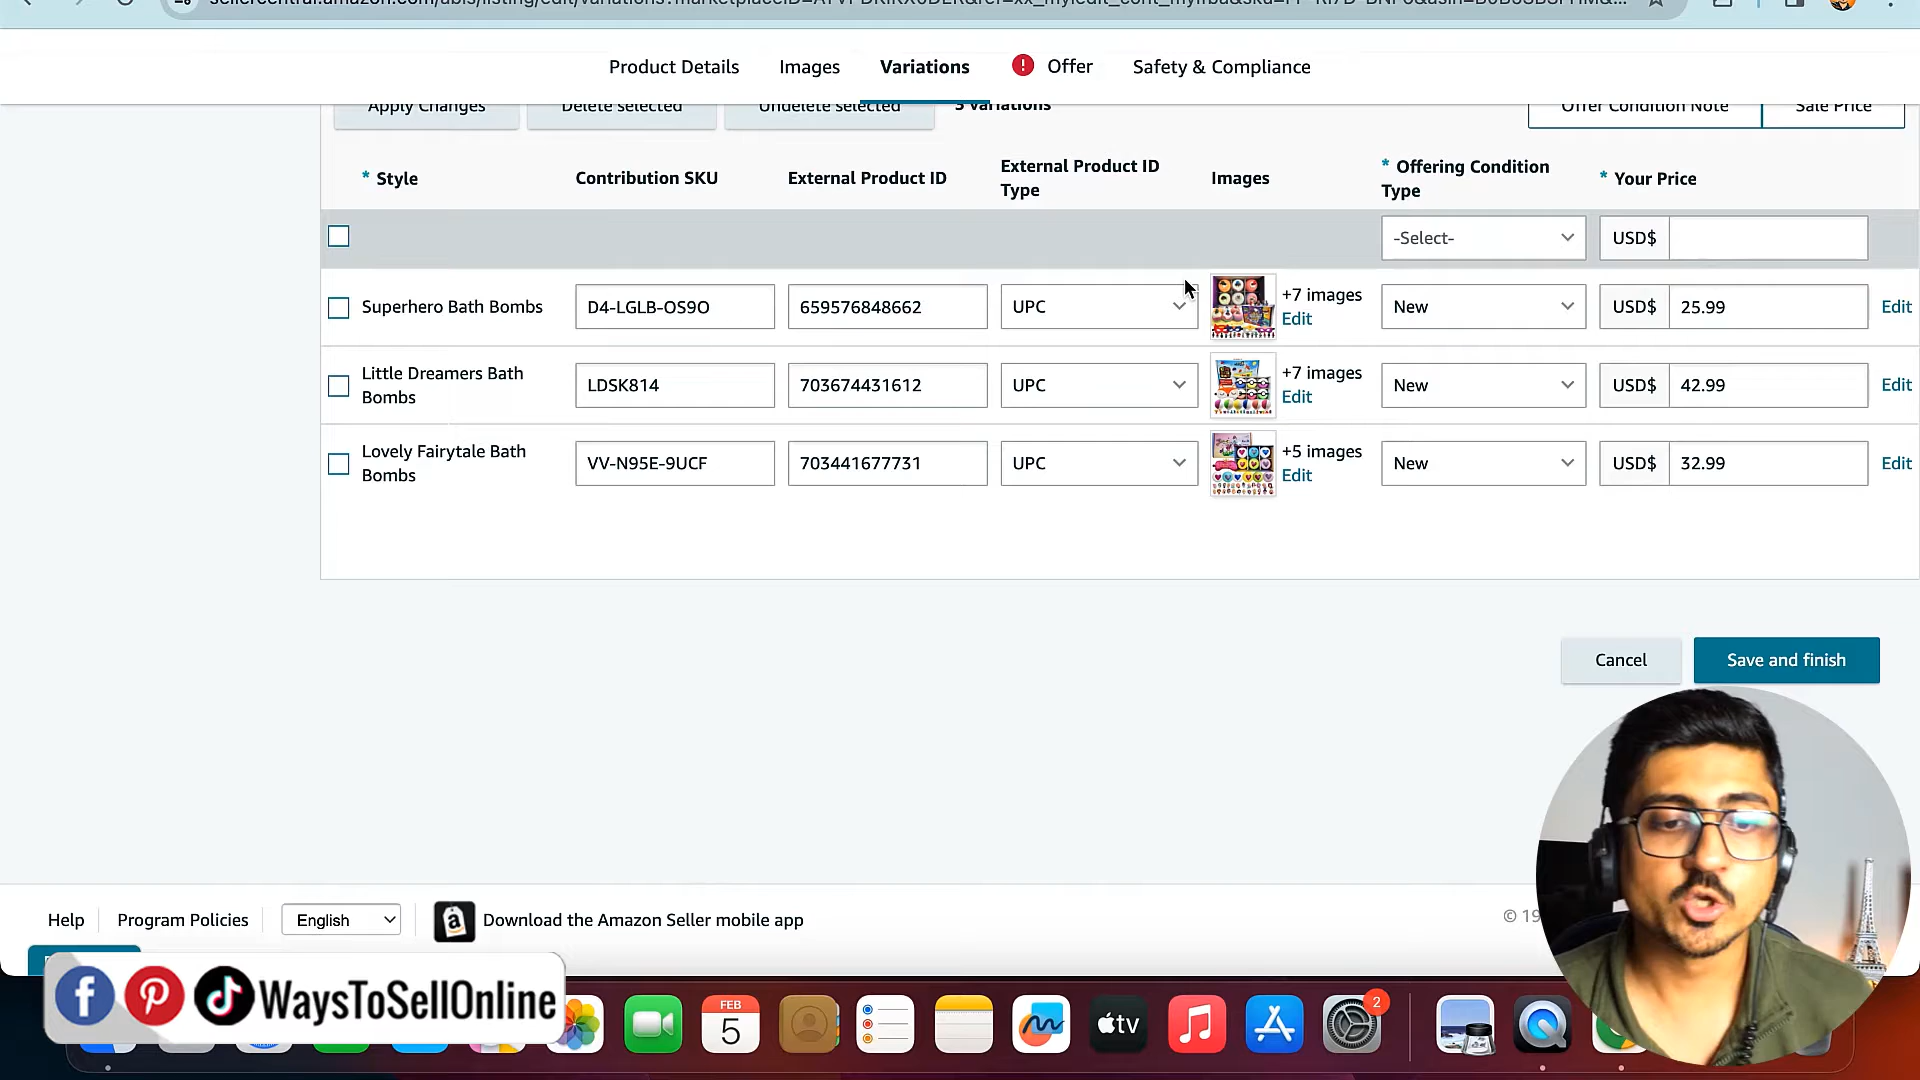 Product Details Images Variations Offer Safety & Compliance
Apply Changes Delete selected Undelete selected 3 variations Offer Condition Note Sale Price
* Style Contribution SKU External Product ID External Product ID Type Images * Offering Condition Type * Your Price
-Select- USD$
Superhero Bath Bombs D4-LGLB-OS9O 659576848662 UPC +7 images Edit New USD$ 25.99 Edit
Little Dreamers Bath Bombs LDSK814 703674431612 UPC +7 images Edit New USD$ 42.99 Edit
Lovely Fairytale Bath Bombs VV-N95E-9UCF 703441677731 UPC +5 images Edit New USD$ 32.99 Edit
Cancel Save and finish
Help Program Policies English Download the Amazon Seller mobile app © 19
WaysToSellOnline
FEB
5
tv
2